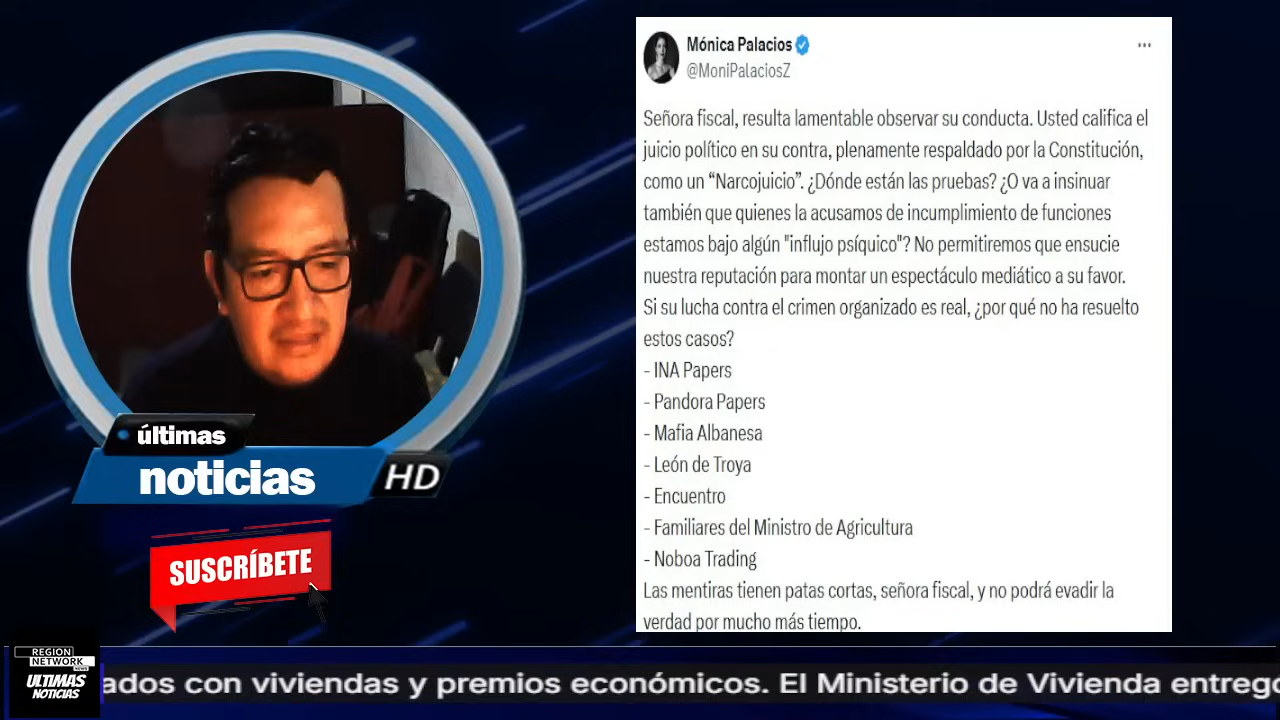 Mónica Palacios
@MoniPalaciosZ
Señora fiscal, resulta lamentable observar su conducta. Usted califica el
juicio político en su contra, plenamente respaldado por la Constitución,
como un “Narcojuicio”. ¿Dónde están las pruebas? ¿O va a insinuar
también que quienes la acusamos de incumplimiento de funciones
estamos bajo algún "influjo psíquico"? No permitiremos que ensucie
nuestra reputación para montar un espectáculo mediático a su favor.
Si su lucha contra el crimen organizado es real, ¿por qué no ha resuelto
estos casos?
- INA Papers
- Pandora Papers
- Mafia Albanesa
- León de Troya
- Encuentro
- Familiares del Ministro de Agricultura
- Noboa Trading
Las mentiras tienen patas cortas, señora fiscal, y no podrá evadir la
verdad por mucho más tiempo.
últimas
noticias HD
SUSCRÍBETE
REGION
NETWORK
NEWS
ULTIMAS
NOTICIAS
ados con viviendas y premios económicos. El Ministerio de Vivienda entrego